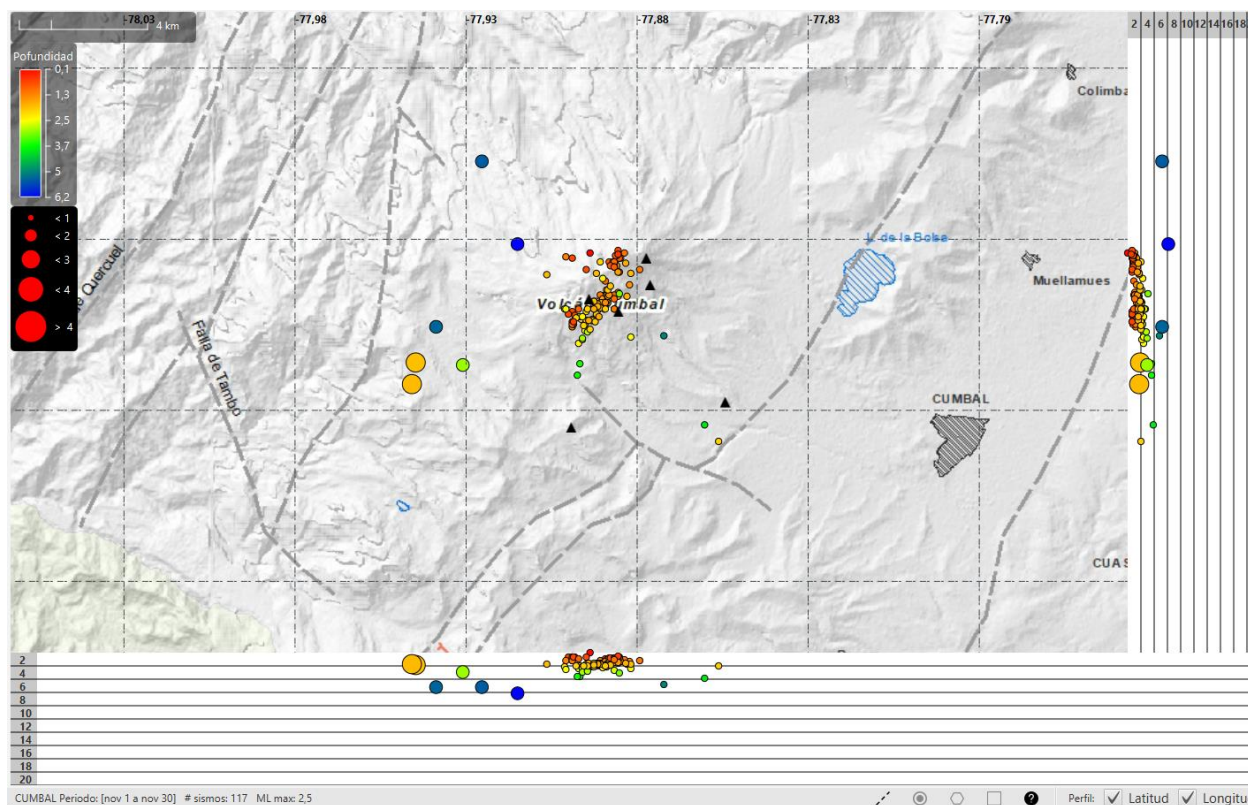 -78,03 -77,98 -77,93 -77,88 -77,83 -77,79
4 km
2 4 6 8 10 12 14 16 18
Pofundidad
0,1
1,3
2,5
3,7
5
6,2
< 1
< 2
< 3
< 4
> 4
Colimba
Quercuel
L. de la Bolsa
Muellamues
Falla de Tambo
CUMBAL
CUAS
2
4
6
8
10
12
14
16
18
20
CUMBAL Periodo: [nov 1 a nov 30] # sismos: 117 ML max: 2,5
? Perfil: Latitud Longitu